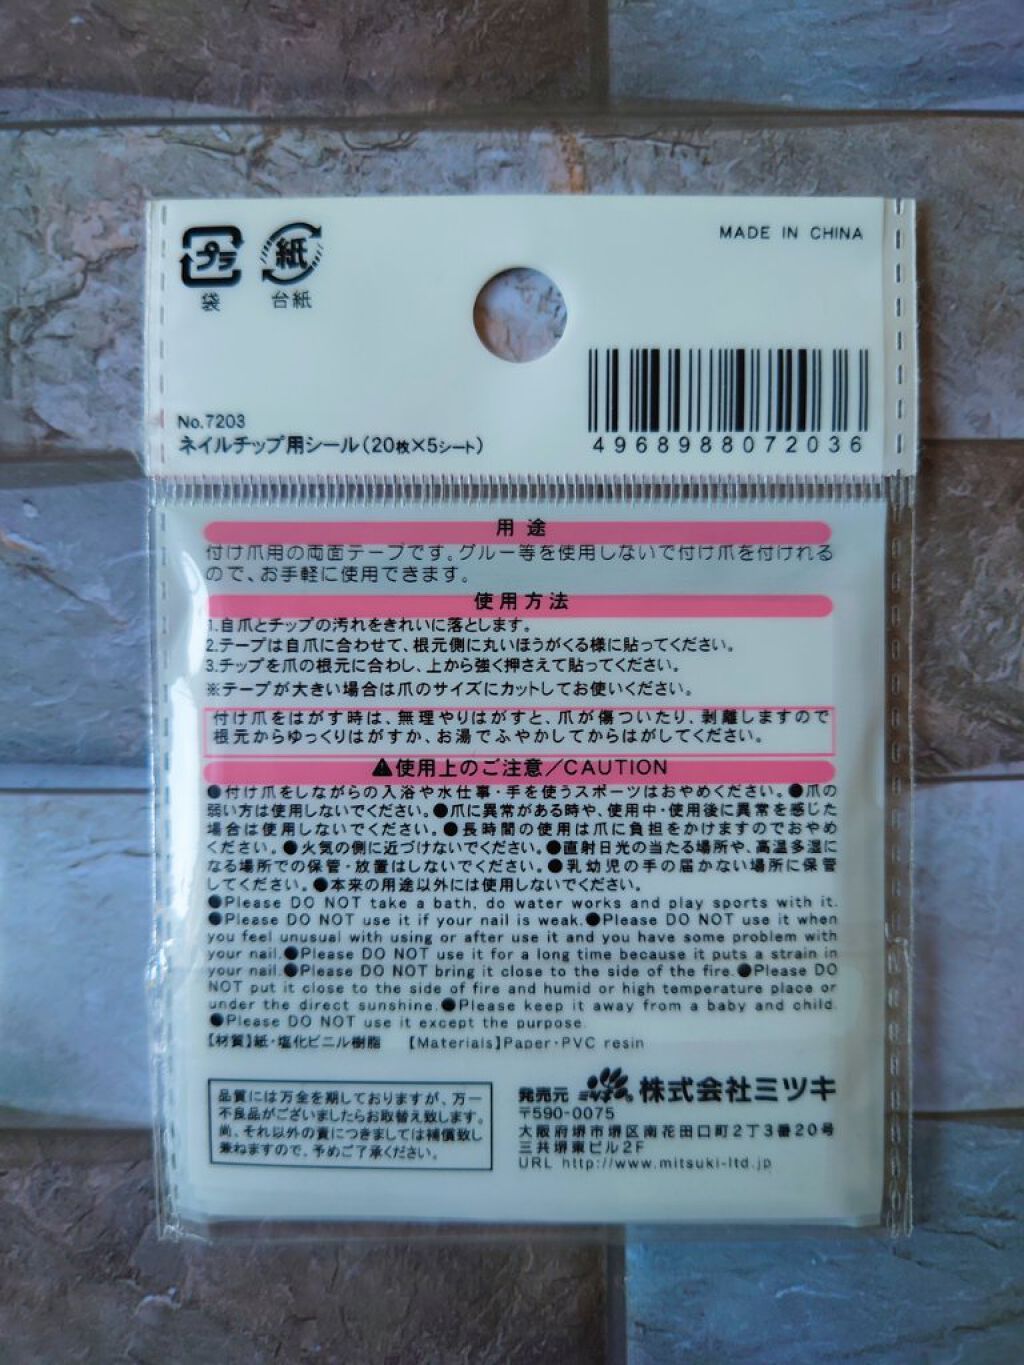 プラ
袋
紙
台紙
MADE IN CHINA
No.7203
ネイルチップ用シール(20枚×5シート)
4968988072036
用途
付け爪用の両面テープです。グルー等を使用しないで付け爪を付けれる
ので、お手軽に使用できます。
使用方法
1.自爪とチップの汚れをきれいに落とします。
2.テープは自爪に合わせて、根元側に丸いほうがくる様に貼ってください。
3.チップを爪の根元に合わし、上から強く押さえて貼ってください。
※テープが大きい場合は爪のサイズにカットしてお使いください。
付け爪をはがす時は、無理やりはがすと、爪が傷ついたり、剥離しますので
根元からゆっくりはがすか、お湯でふやかしてからはがしてください。
⚠使用上のご注意/CAUTION
●付け爪をしながらの入浴や水仕事・手を使うスポーツはおやめください。●爪の
弱い方は使用しないでください。●爪に異常がある時や、使用中・使用後に異常を感じた
場合は使用しないでください。●長時間の使用は爪に負担をかけますのでおやめ
ください。●火気の側に近づけないでください。●直射日光の当たる場所や、高温多湿に
なる場所での保管・放置はしないでください。●乳幼児の手の届かない場所に保管
してください。●本来の用途以外には使用しないでください。
●Please DO NOT take a bath, do water works and play sports with it.
●Please DO NOT use it if your nail is weak.●Please DO NOT use it when
you feel unusual with using or after use it and you have some problem with
your nail.●Please DO NOT use it for a long time because it puts a strain in
your nail.●Please DO NOT bring it close to the side of the fire.●Please DO
NOT put it close to the side of fire and humid or high temperature place or
under the direct sunshine.●Please keep it away from a baby and child.
●Please DO NOT use it except the purpose.
【材質】紙・塩化ビニル樹脂 【Materials】Paper・PVC resin
品質には万全を期しておりますが、万一
不良品がございましたらお取替え致します。
尚、それ以外の責につきましては補償致し
兼ねますので、予めご了承ください。
発売元 株式会社ミツキ
〒590-0075
大阪府堺市堺区南花田口町2丁3番20号
三共堺東ビル2F
URL http://www.mitsuki-ltd.jp